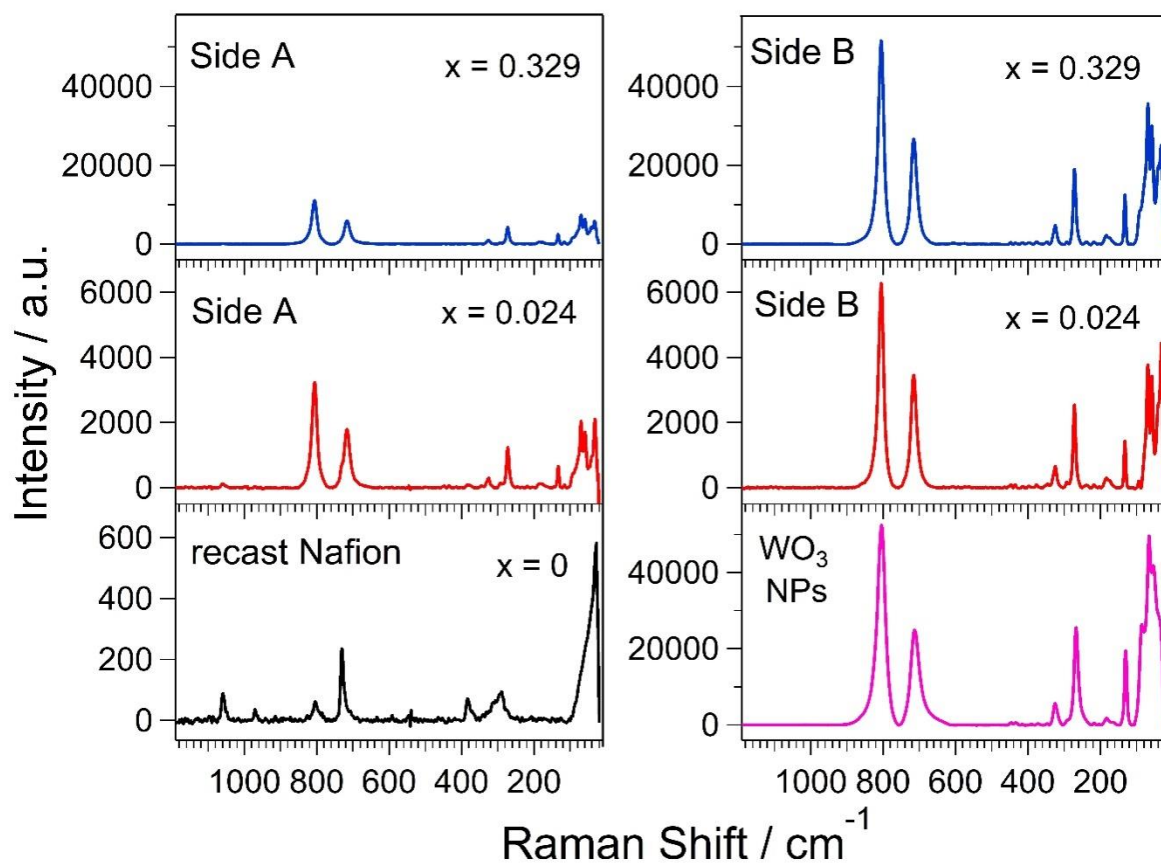 Side A
x = 0.329
40000
20000
0
Side B
x = 0.329
40000
20000
0
Side A
x = 0.024
6000
4000
2000
0
Side B
x = 0.024
6000
4000
2000
0
recast Nafion
x = 0
600
400
200
0
WO₃
NPs
40000
20000
0
1000 800 600 400 200
1000 800 600 400 200
Intensity / a.u.
Raman Shift / cm⁻¹